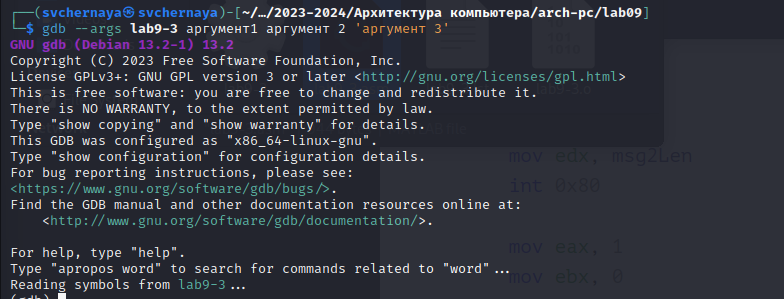 ┌──(svchernaya㉿ svchernaya)-[~/…/2023-2024/Архитектура компьютера/arch-pc/lab09]
└─$ gdb --args lab9-3 аргумент1 аргумент 2 'аргумент 3'
GNU gdb (Debian 13.2-1) 13.2
Copyright (C) 2023 Free Software Foundation, Inc.
License GPLv3+: GNU GPL version 3 or later <http://gnu.org/licenses/gpl.html>
This is free software: you are free to change and redistribute it.
There is NO WARRANTY, to the extent permitted by law.
Type "show copying" and "show warranty" for details.
This GDB was configured as "x86_64-linux-gnu".
Type "show configuration" for configuration details.
For bug reporting instructions, please see:
<https://www.gnu.org/software/gdb/bugs/>.
Find the GDB manual and other documentation resources online at:
    <http://www.gnu.org/software/gdb/documentation/>.
For help, type "help".
Type "apropos word" to search for commands related to "word"...
Reading symbols from lab9-3...
(gdb)
mov edx, msg2Len
int 0x80
mov eax, 1
mov ebx, 0